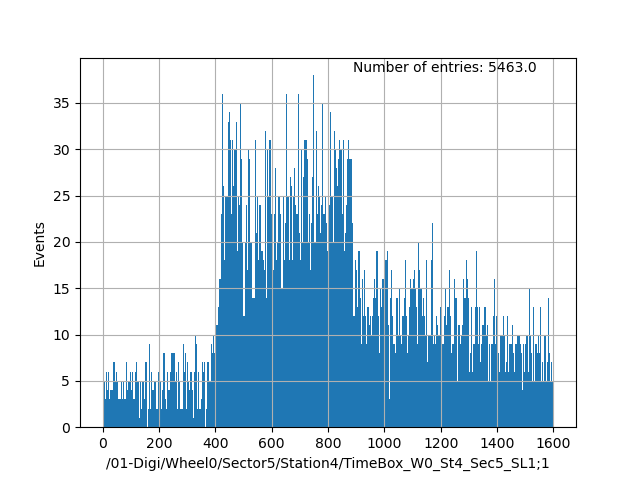 Number of entries: 5463.0
35
30
25
20
15
10
5
0
Events
0 200 400 600 800 1000 1200 1400 1600
/01-Digi/Wheel0/Sector5/Station4/TimeBox_W0_St4_Sec5_SL1;1